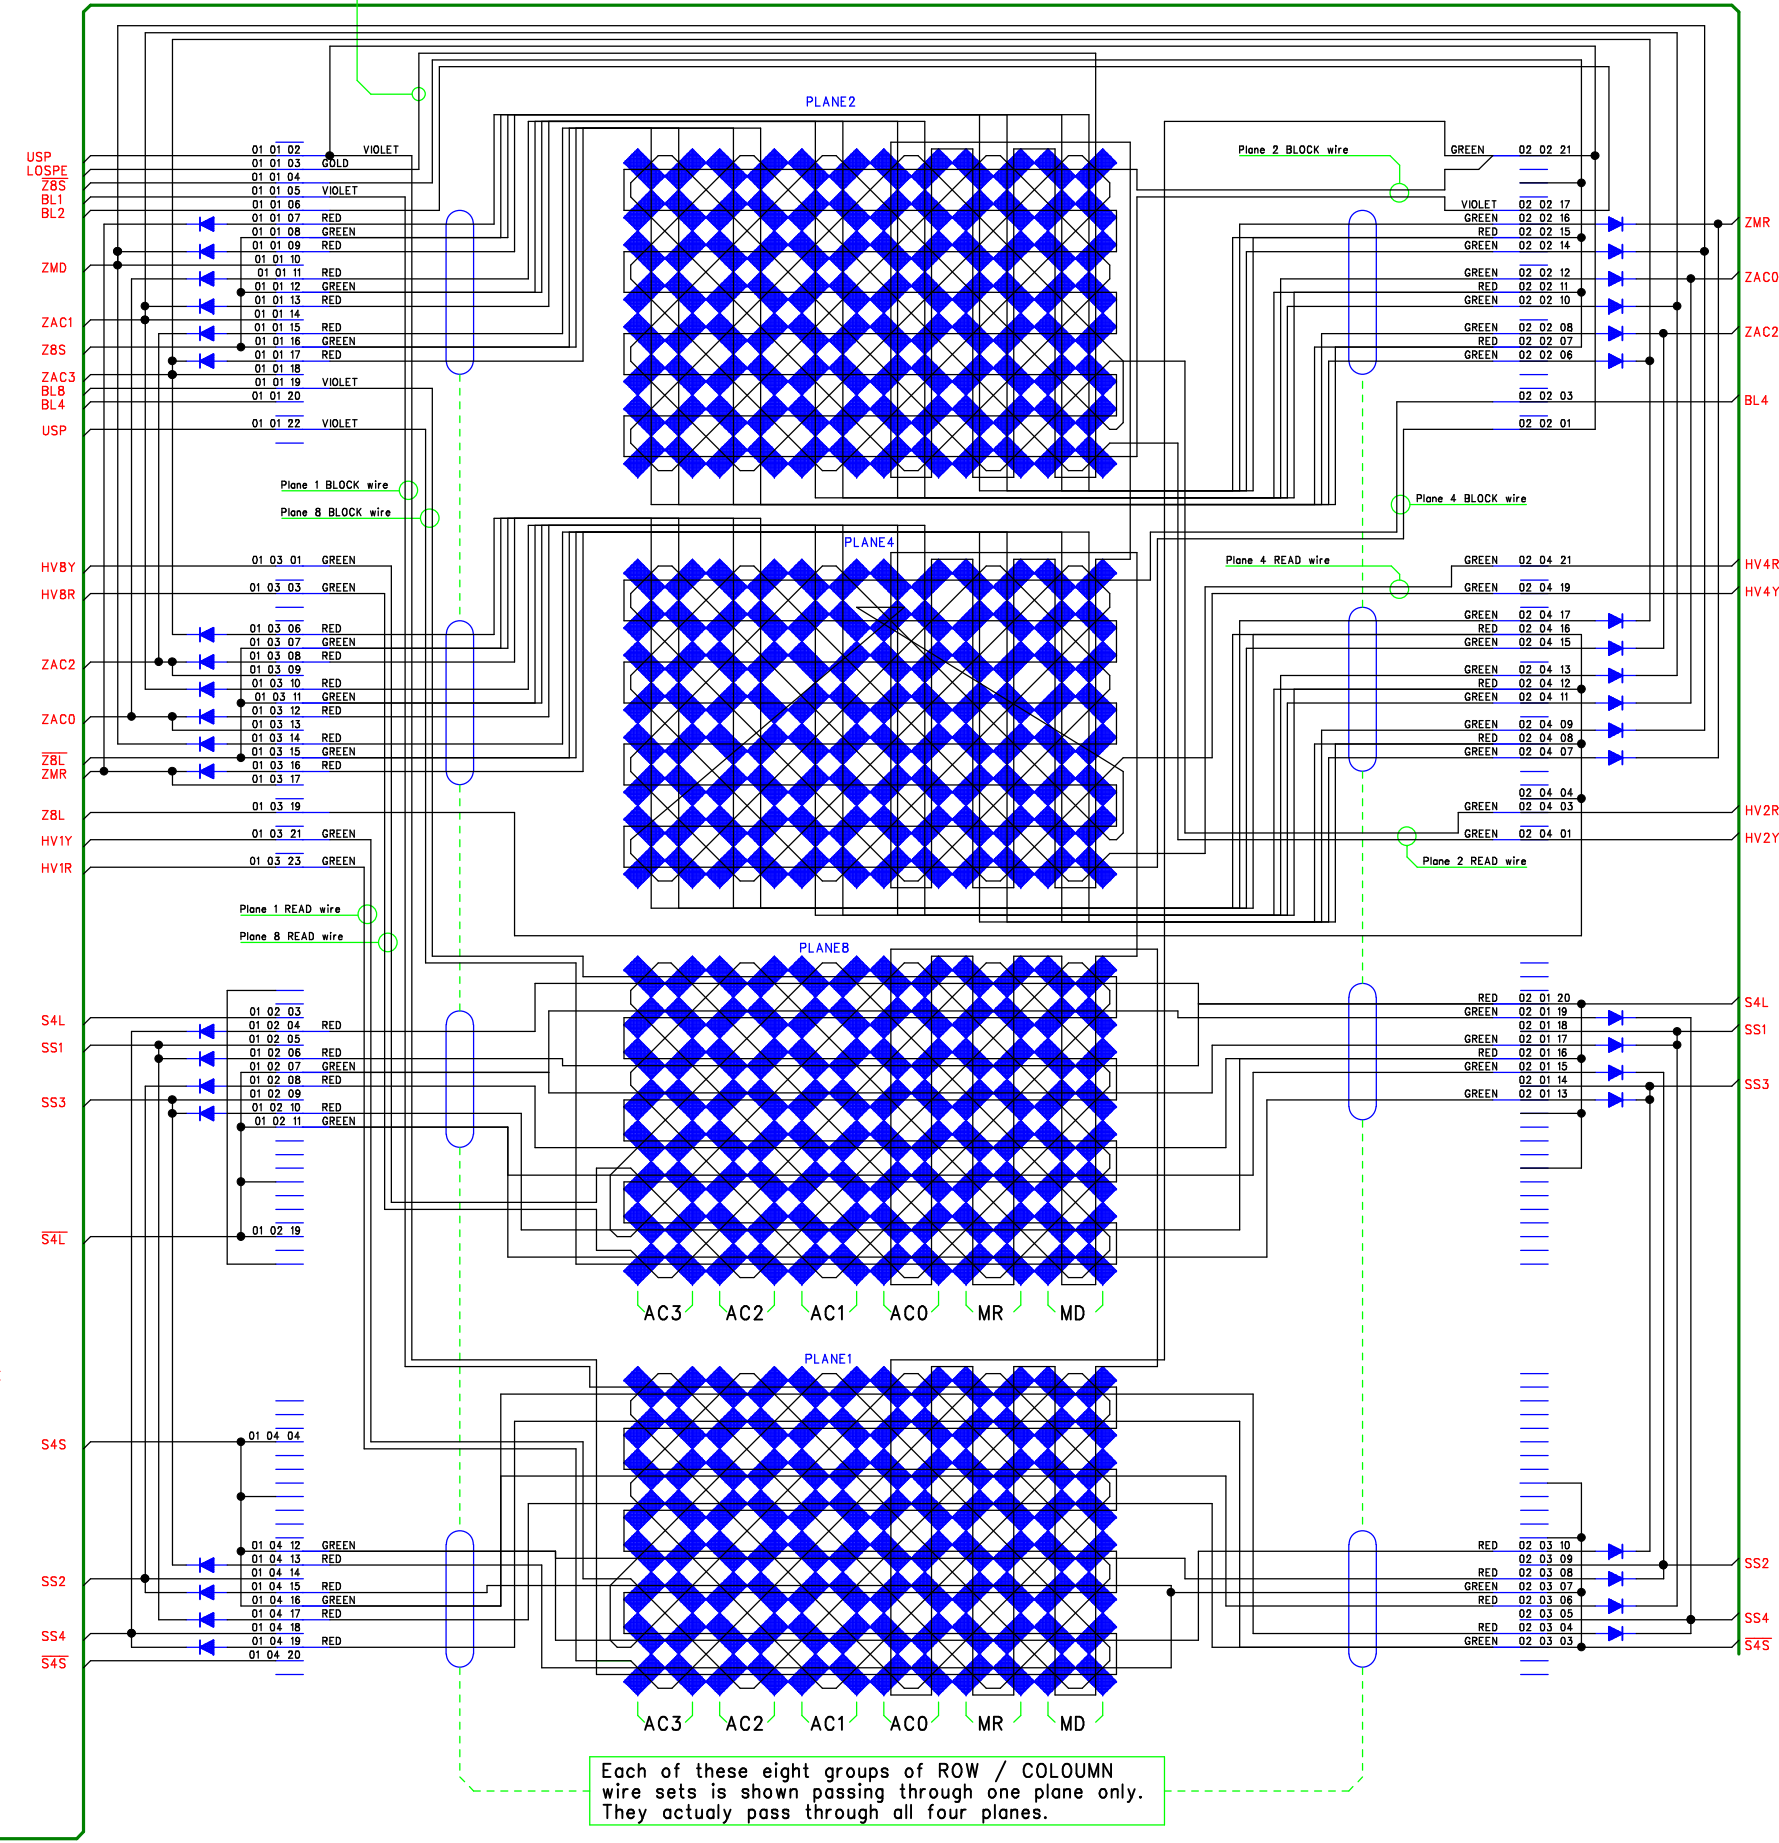 PLANE2
USP
01 01 02
VIOLET
LOSPE
01 01 03
GOLD
Z8S
01 01 04
BL1
01 01 05
VIOLET
BL2
01 01 06
01 01 07
RED
01 01 08
GREEN
01 01 09
RED
ZMD
01 01 10
01 01 11
RED
01 01 12
GREEN
01 01 13
RED
ZAC1
01 01 14
01 01 15
RED
Z8S
01 01 16
GREEN
01 01 17
RED
ZAC3
01 01 18
BL8
01 01 19
VIOLET
BL4
01 01 20
USP
01 01 22
VIOLET
Plane 2 BLOCK wire
GREEN
02 02 21
VIOLET
02 02 17
GREEN
02 02 16
ZMR
RED
02 02 15
GREEN
02 02 14
GREEN
02 02 12
ZAC0
RED
02 02 11
GREEN
02 02 10
GREEN
02 02 08
ZAC2
RED
02 02 07
GREEN
02 02 06
02 02 03
BL4
02 02 01
Plane 1 BLOCK wire
Plane 8 BLOCK wire
Plane 4 BLOCK wire
PLANE4
HV8Y
01 03 01
GREEN
HV8R
01 03 03
GREEN
01 03 06
RED
01 03 07
GREEN
ZAC2
01 03 08
RED
01 03 09
01 03 10
RED
01 03 11
GREEN
ZAC0
01 03 12
RED
01 03 13
01 03 14
RED
Z8L
01 03 15
GREEN
ZMR
01 03 16
RED
01 03 17
Z8L
01 03 19
HV1Y
01 03 21
GREEN
HV1R
01 03 23
GREEN
Plane 4 READ wire
GREEN
02 04 21
HV4R
GREEN
02 04 19
HV4Y
GREEN
02 04 17
RED
02 04 16
GREEN
02 04 15
GREEN
02 04 13
RED
02 04 12
GREEN
02 04 11
GREEN
02 04 09
RED
02 04 08
GREEN
02 04 07
02 04 04
GREEN
02 04 03
HV2R
GREEN
02 04 01
HV2Y
Plane 2 READ wire
Plane 1 READ wire
Plane 8 READ wire
PLANE8
S4L
01 02 03
01 02 04
RED
SS1
01 02 05
01 02 06
RED
01 02 07
GREEN
01 02 08
RED
SS3
01 02 09
01 02 10
RED
01 02 11
GREEN
S4L
01 02 19
RED
02 01 20
S4L
GREEN
02 01 19
02 01 18
SS1
GREEN
02 01 17
RED
02 01 16
GREEN
02 01 15
02 01 14
SS3
GREEN
02 01 13
AC3 AC2 AC1 AC0 MR MD
PLANE1
S4S
01 04 04
01 04 12
GREEN
01 04 13
RED
SS2
01 04 14
01 04 15
RED
01 04 16
GREEN
01 04 17
RED
SS4
01 04 18
01 04 19
RED
S4S
01 04 20
RED
02 03 10
02 03 09
SS2
RED
02 03 08
GREEN
02 03 07
RED
02 03 06
02 03 05
SS4
RED
02 03 04
GREEN
02 03 03
S4S
AC3 AC2 AC1 AC0 MR MD
Each of these eight groups of ROW / COLOUMN
wire sets is shown passing through one plane only.
They actualy pass through all four planes.